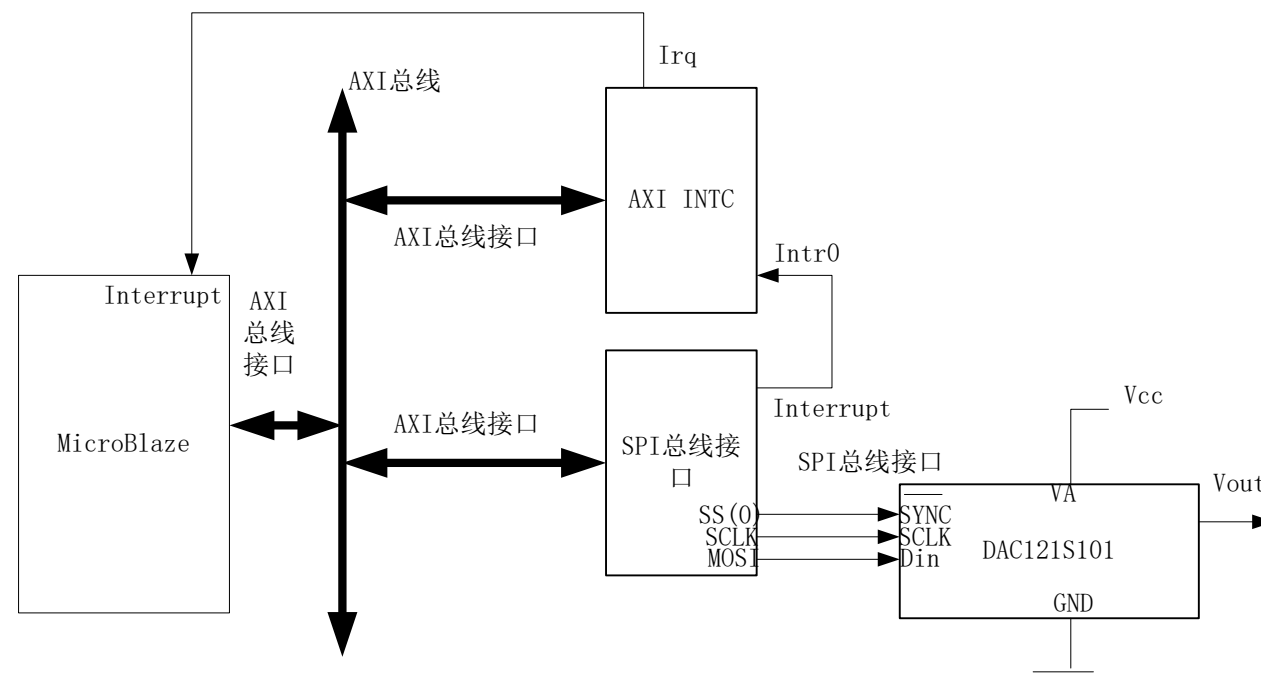 Irq
AXI总线
AXI INTC
AXI总线接口
Intr0
Interrupt
AXI
总线
接口
MicroBlaze
AXI总线接口
Interrupt
SPI总线接
口
SS(0)
SCLK
MOSI
SPI总线接口
Vcc
VA
Vout
SYNC
SCLK
Din
DAC121S101
GND